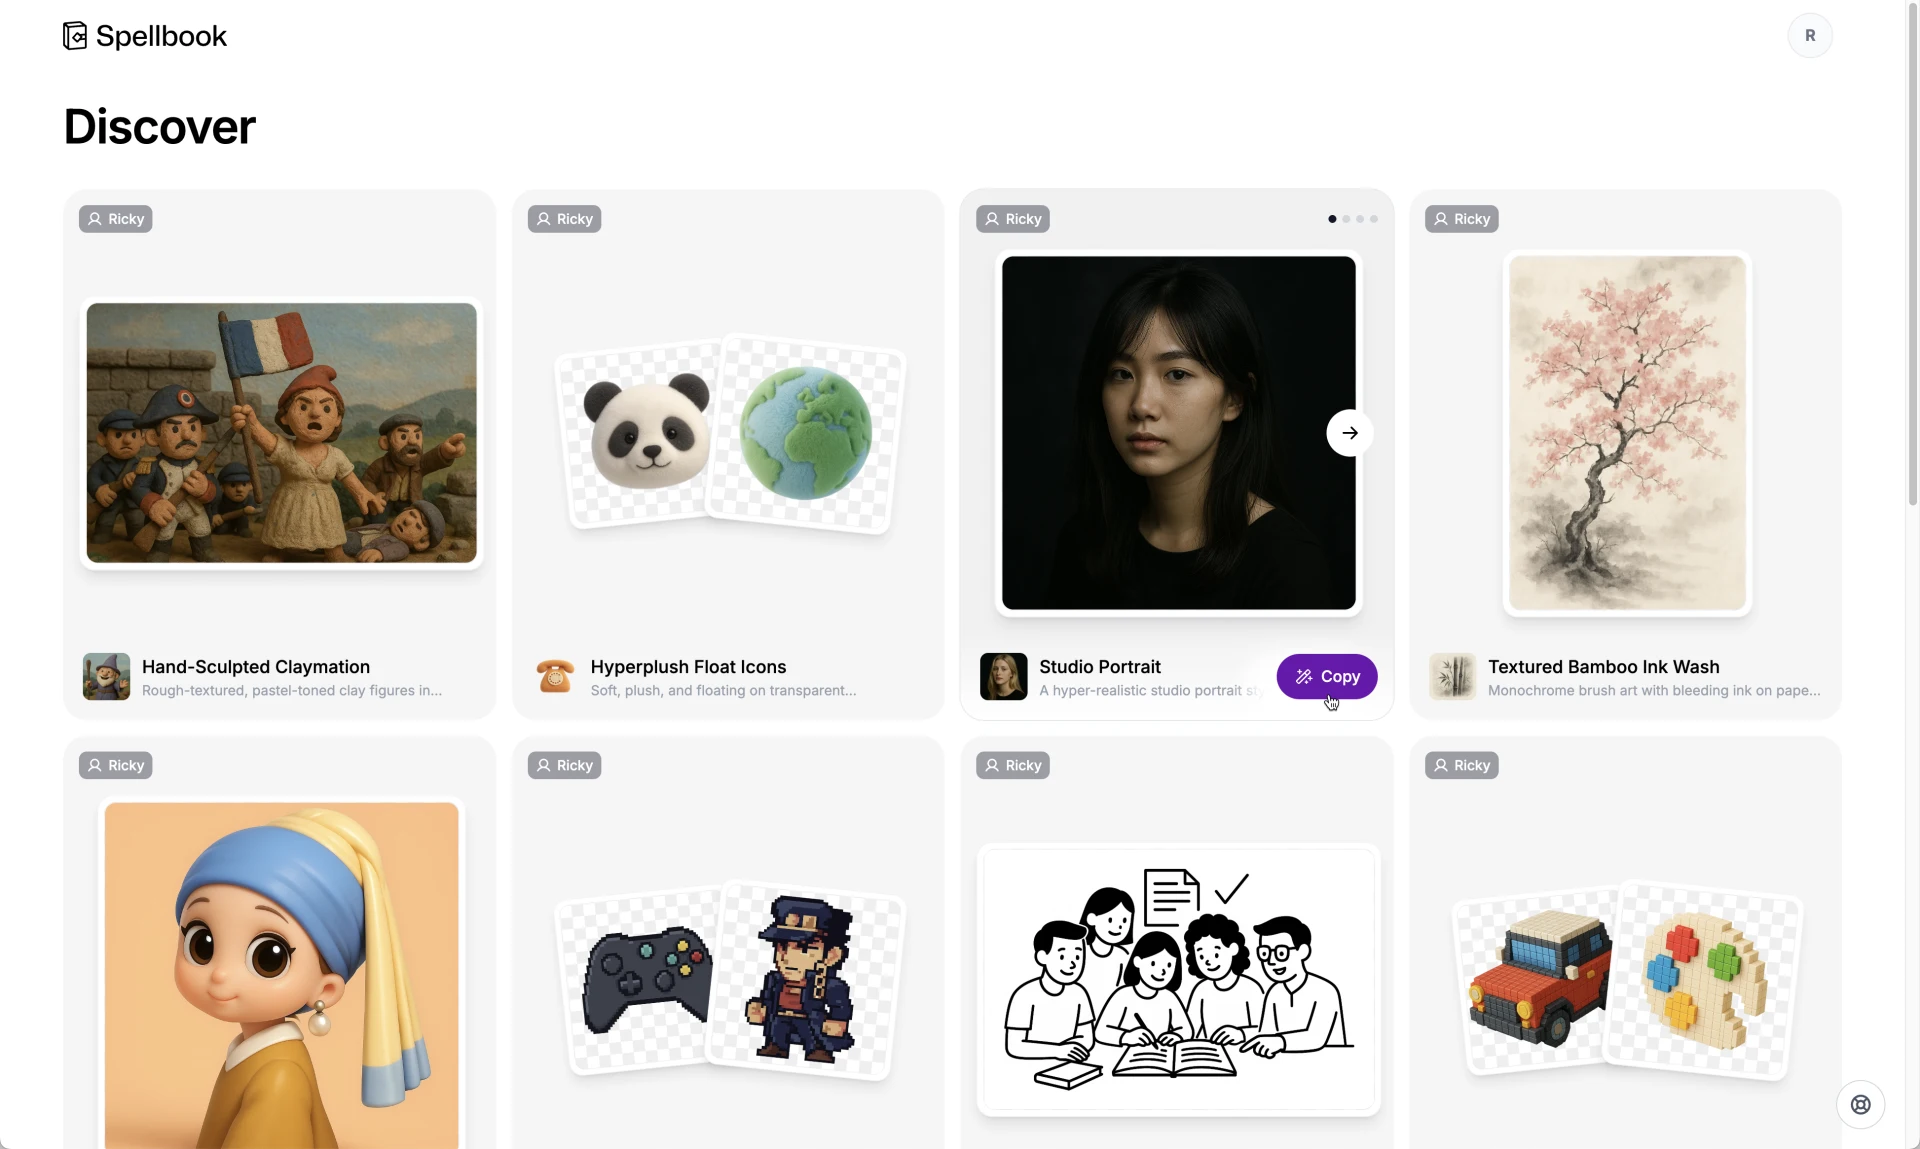 Spellbook
R
Discover
Ricky
Ricky
Ricky
Ricky
Hand-Sculpted Claymation
Rough-textured, pastel-toned clay figures in...
Hyperplush Float Icons
Soft, plush, and floating on transparent...
Studio Portrait
A hyper-realistic studio portrait st
Copy
Textured Bamboo Ink Wash
Monochrome brush art with bleeding ink on pape...
Ricky
Ricky
Ricky
Ricky